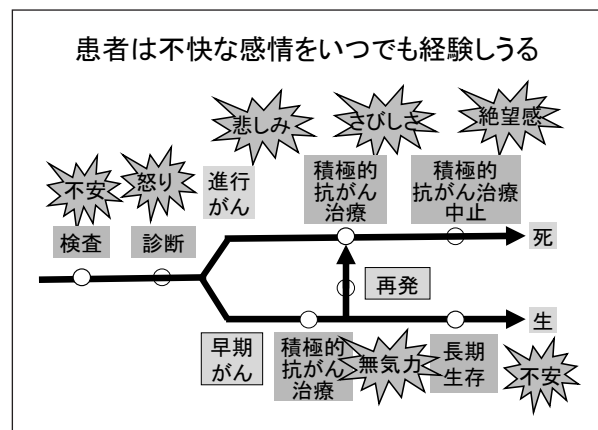 患者は不快な感情をいつでも経験しうる
悲しみ
さびしさ
絶望感
不安
怒り
進行
がん
積極的
抗がん
治療
積極的
抗がん治療
中止
検査
診断
死
再発
生
早期
がん
積極的
抗がん
治療
無気力
長期
生存
不安